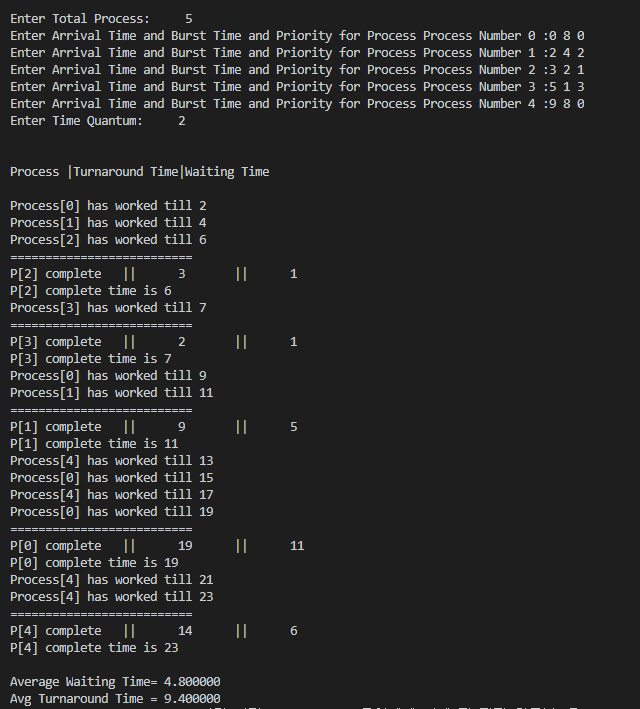 Enter Total Process:     5
Enter Arrival Time and Burst Time and Priority for Process Process Number 0 :0 8 0
Enter Arrival Time and Burst Time and Priority for Process Process Number 1 :2 4 2
Enter Arrival Time and Burst Time and Priority for Process Process Number 2 :3 2 1
Enter Arrival Time and Burst Time and Priority for Process Process Number 3 :5 1 3
Enter Arrival Time and Burst Time and Priority for Process Process Number 4 :9 8 0
Enter Time Quantum:     2
Process |Turnaround Time|Waiting Time
Process[0] has worked till 2
Process[1] has worked till 4
Process[2] has worked till 6
==========================
P[2] complete   ||      3       ||      1
P[2] complete time is 6
Process[3] has worked till 7
==========================
P[3] complete   ||      2       ||      1
P[3] complete time is 7
Process[0] has worked till 9
Process[1] has worked till 11
==========================
P[1] complete   ||      9       ||      5
P[1] complete time is 11
Process[4] has worked till 13
Process[0] has worked till 15
Process[4] has worked till 17
Process[0] has worked till 19
==========================
P[0] complete   ||      19      ||      11
P[0] complete time is 19
Process[4] has worked till 21
Process[4] has worked till 23
==========================
P[4] complete   ||      14      ||      6
P[4] complete time is 23
Average Waiting Time= 4.800000
Avg Turnaround Time = 9.400000